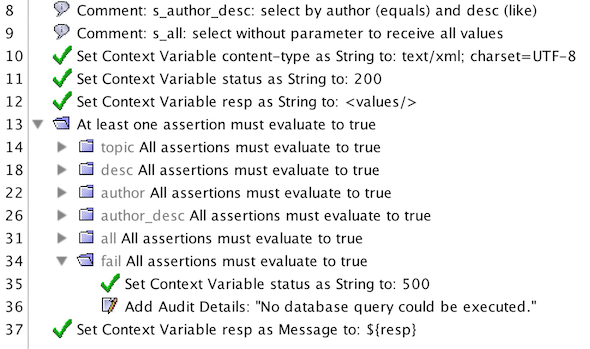 8 Comment: s_author_desc: select by author (equals) and desc (like)
9 Comment: s_all: select without parameter to receive all values
10 Set Context Variable content-type as String to: text/xml; charset=UTF-8
11 Set Context Variable status as String to: 200
12 Set Context Variable resp as String to: <values/>
13 At least one assertion must evaluate to true
14 topic All assertions must evaluate to true
18 desc All assertions must evaluate to true
22 author All assertions must evaluate to true
26 author_desc All assertions must evaluate to true
31 all All assertions must evaluate to true
34 fail All assertions must evaluate to true
35 Set Context Variable status as String to: 500
36 Add Audit Details: "No database query could be executed."
37 Set Context Variable resp as Message to: ${resp}